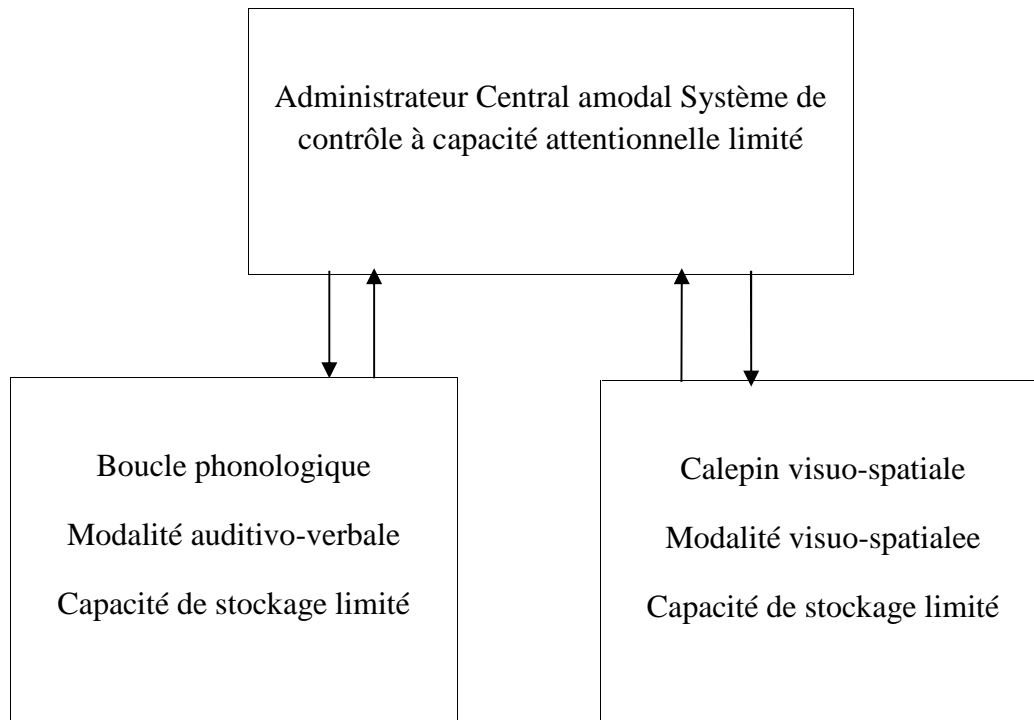 Administrateur Central amodal Système de
contrôle à capacité attentionnelle limité
Boucle phonologique
Modalité auditivo-verbale
Capacité de stockage limité
Calepin visuo-spatiale
Modalité visuo-spatialee
Capacité de stockage limité